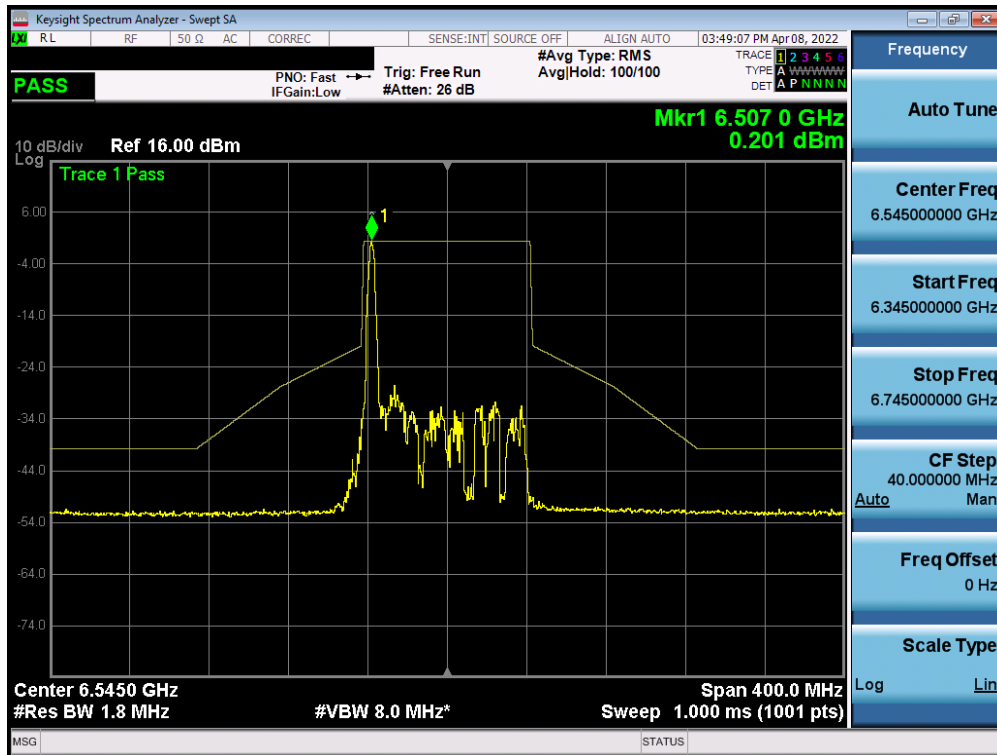 Keysight Spectrum Analyzer - Swept SA
LXI RL RF 50 Ω AC CORREC SENSE:INT SOURCE OFF ALIGN AUTO 03:49:07 PM Apr 08, 2022
Frequency
PASS
PNO: Fast
IFGain:Low
Trig: Free Run
#Atten: 26 dB
#Avg Type: RMS
Avg|Hold: 100/100
TRACE 1 2 3 4 5 6
TYPE A WWWWW
DET A P N N N N
Mkr1 6.507 0 GHz
0.201 dBm
10 dB/div Ref 16.00 dBm
Log
Trace 1 Pass
1
6.00
-4.00
-14.0
-24.0
-34.0
-44.0
-54.0
-64.0
-74.0
Center 6.5450 GHz Span 400.0 MHz
#Res BW 1.8 MHz #VBW 8.0 MHz* Sweep 1.000 ms (1001 pts)
MSG STATUS
Auto Tune
Center Freq
6.545000000 GHz
Start Freq
6.345000000 GHz
Stop Freq
6.745000000 GHz
CF Step
40.000000 MHz
Auto Man
Freq Offset
0 Hz
Scale Type
Log Lin